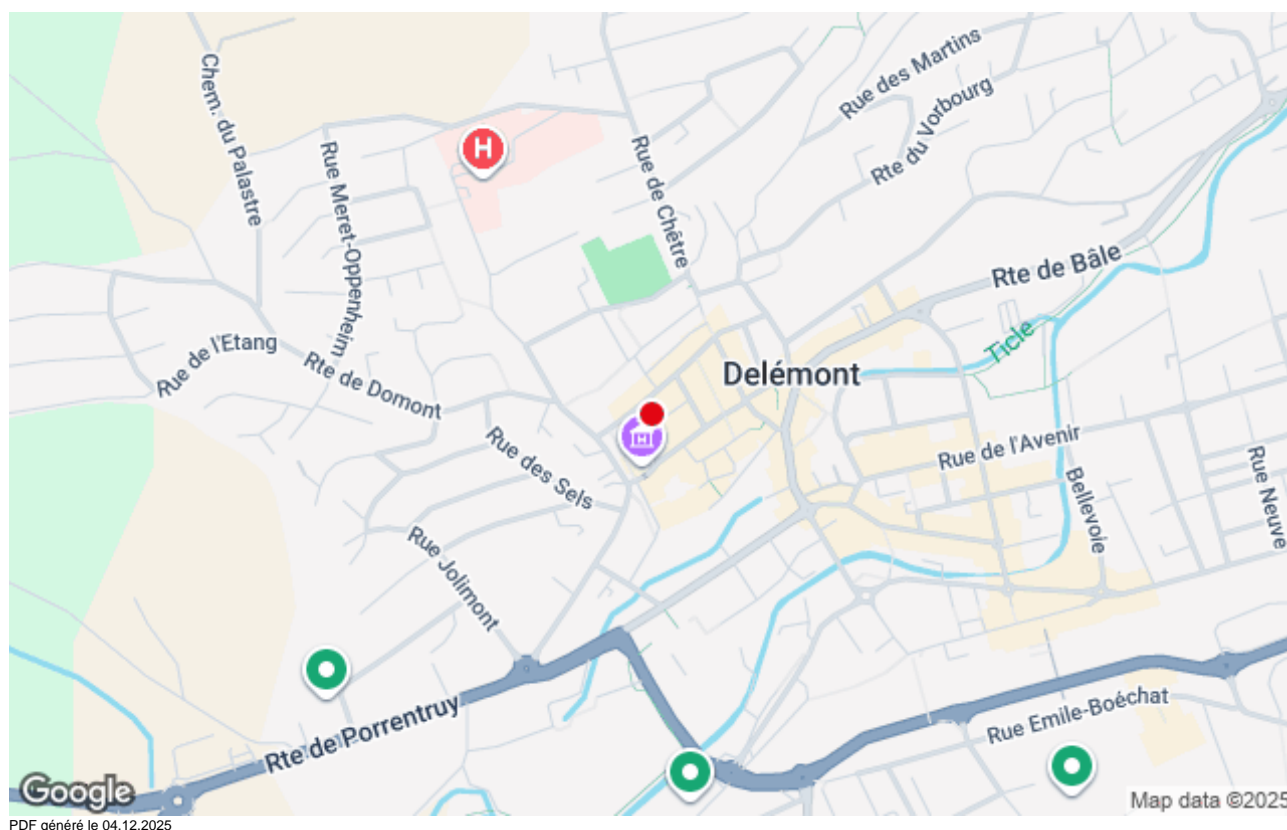 Chem. du Palastre
Rue Meret-Oppenheim
H
Rue de Chêtre
Rue des Martins
Rte du Vorbourg
Rte de Bâle
Ticle
Rue de l'Etang
Rte de Domont
Delémont
Rue des Sels
Rue de l'Avenir
Bellevoie
Rue Neuve
Rue Jolimont
Rte de Porrentruy
Rue Emile-Boéchat
Google
Map data ©2025
PDF généré le 04.12.2025